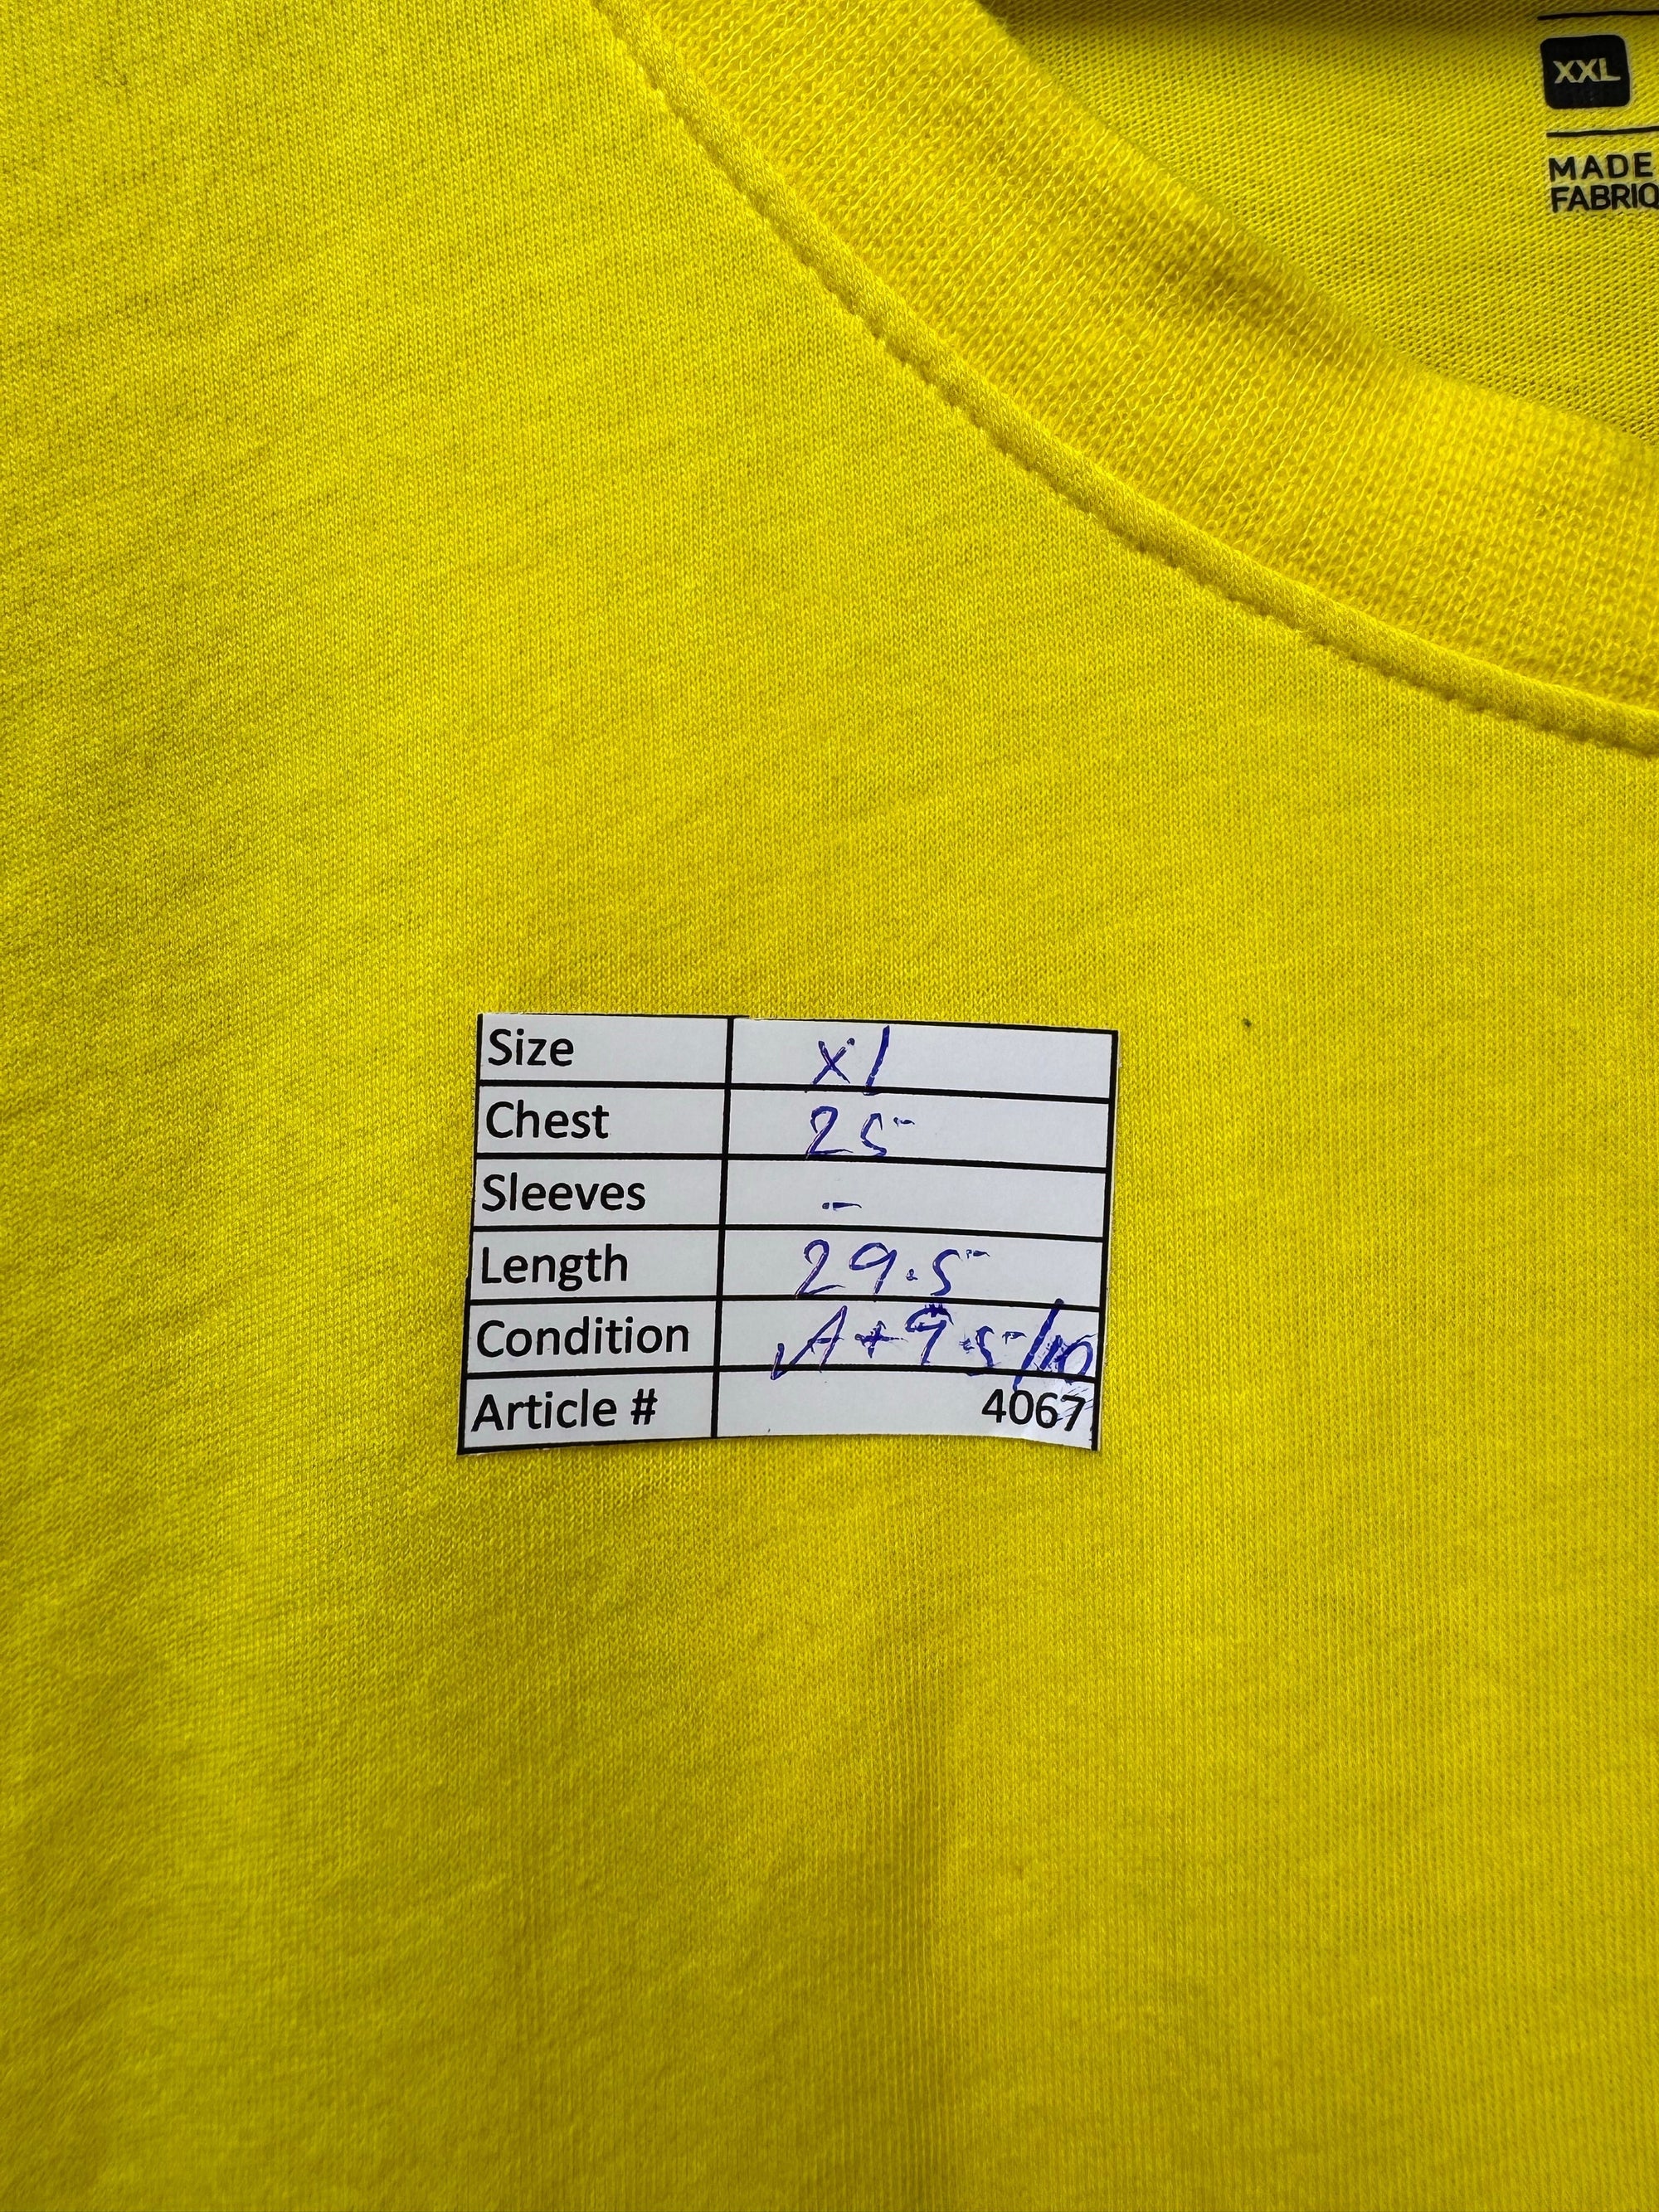 XXL
MADE
FABRIQ
Size xl
Chest 25
Sleeves -
Length 29.5
Condition A+ 9.5/10
Article # 4067